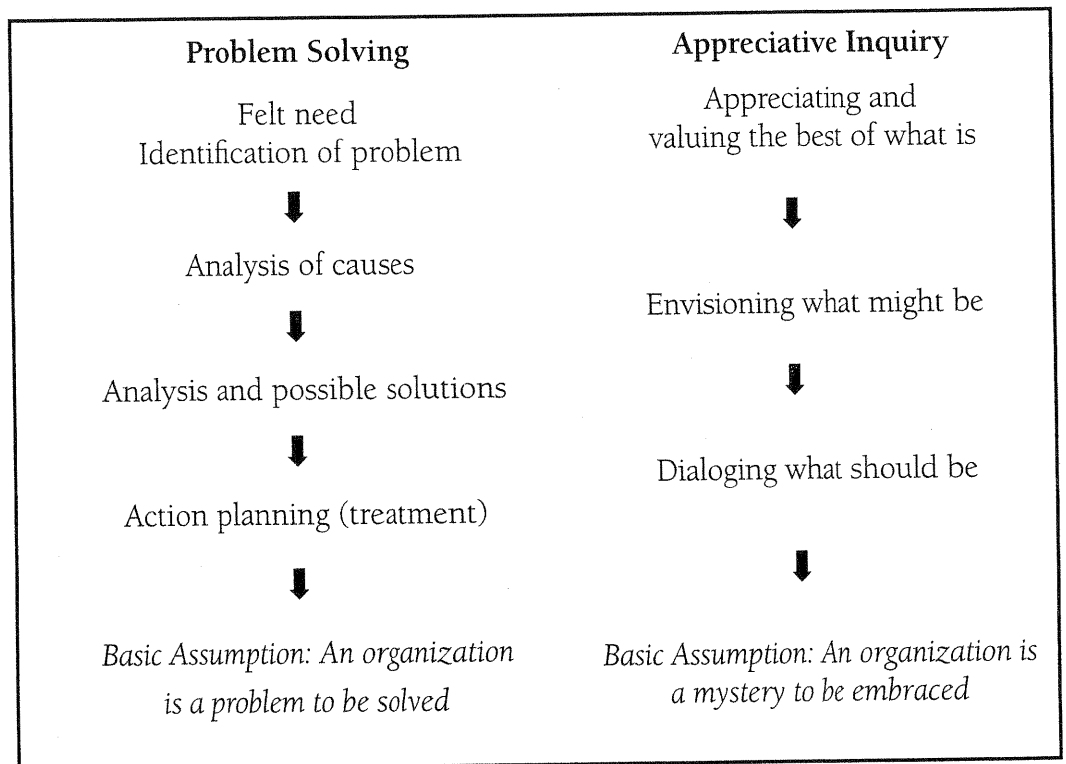 Problem Solving
Felt need
Identification of problem
Analysis of causes
Analysis and possible solutions
Action planning (treatment)
Basic Assumption: An organization
is a problem to be solved
Appreciative Inquiry
Appreciating and
valuing the best of what is
Envisioning what might be
Dialoging what should be
Basic Assumption: An organization is
a mystery to be embraced